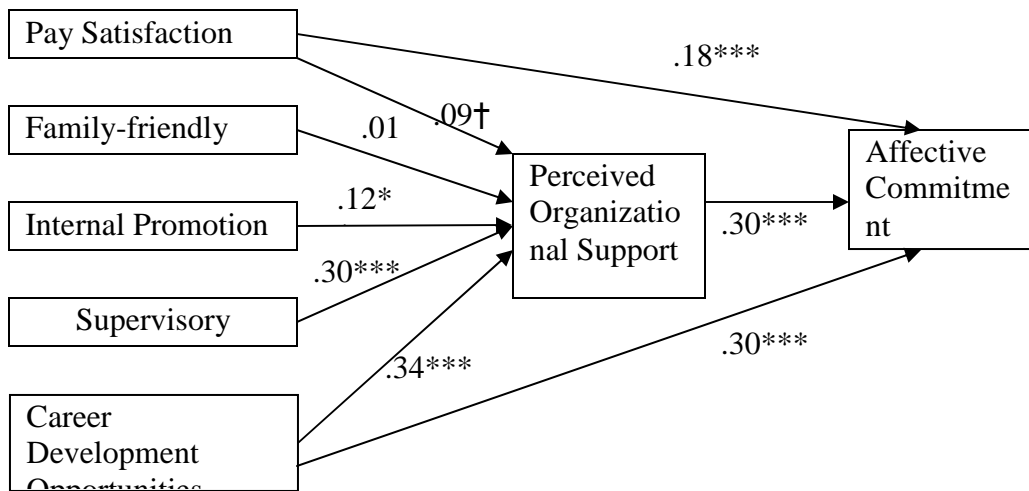 Pay Satisfaction
.18***
.09†
Family-friendly
.01
Perceived
Organizatio
nal Support
Affective
Commitme
nt
Internal Promotion
.12*
.30***
.30***
Supervisory
.30***
.34***
Career
Development
Opportunities